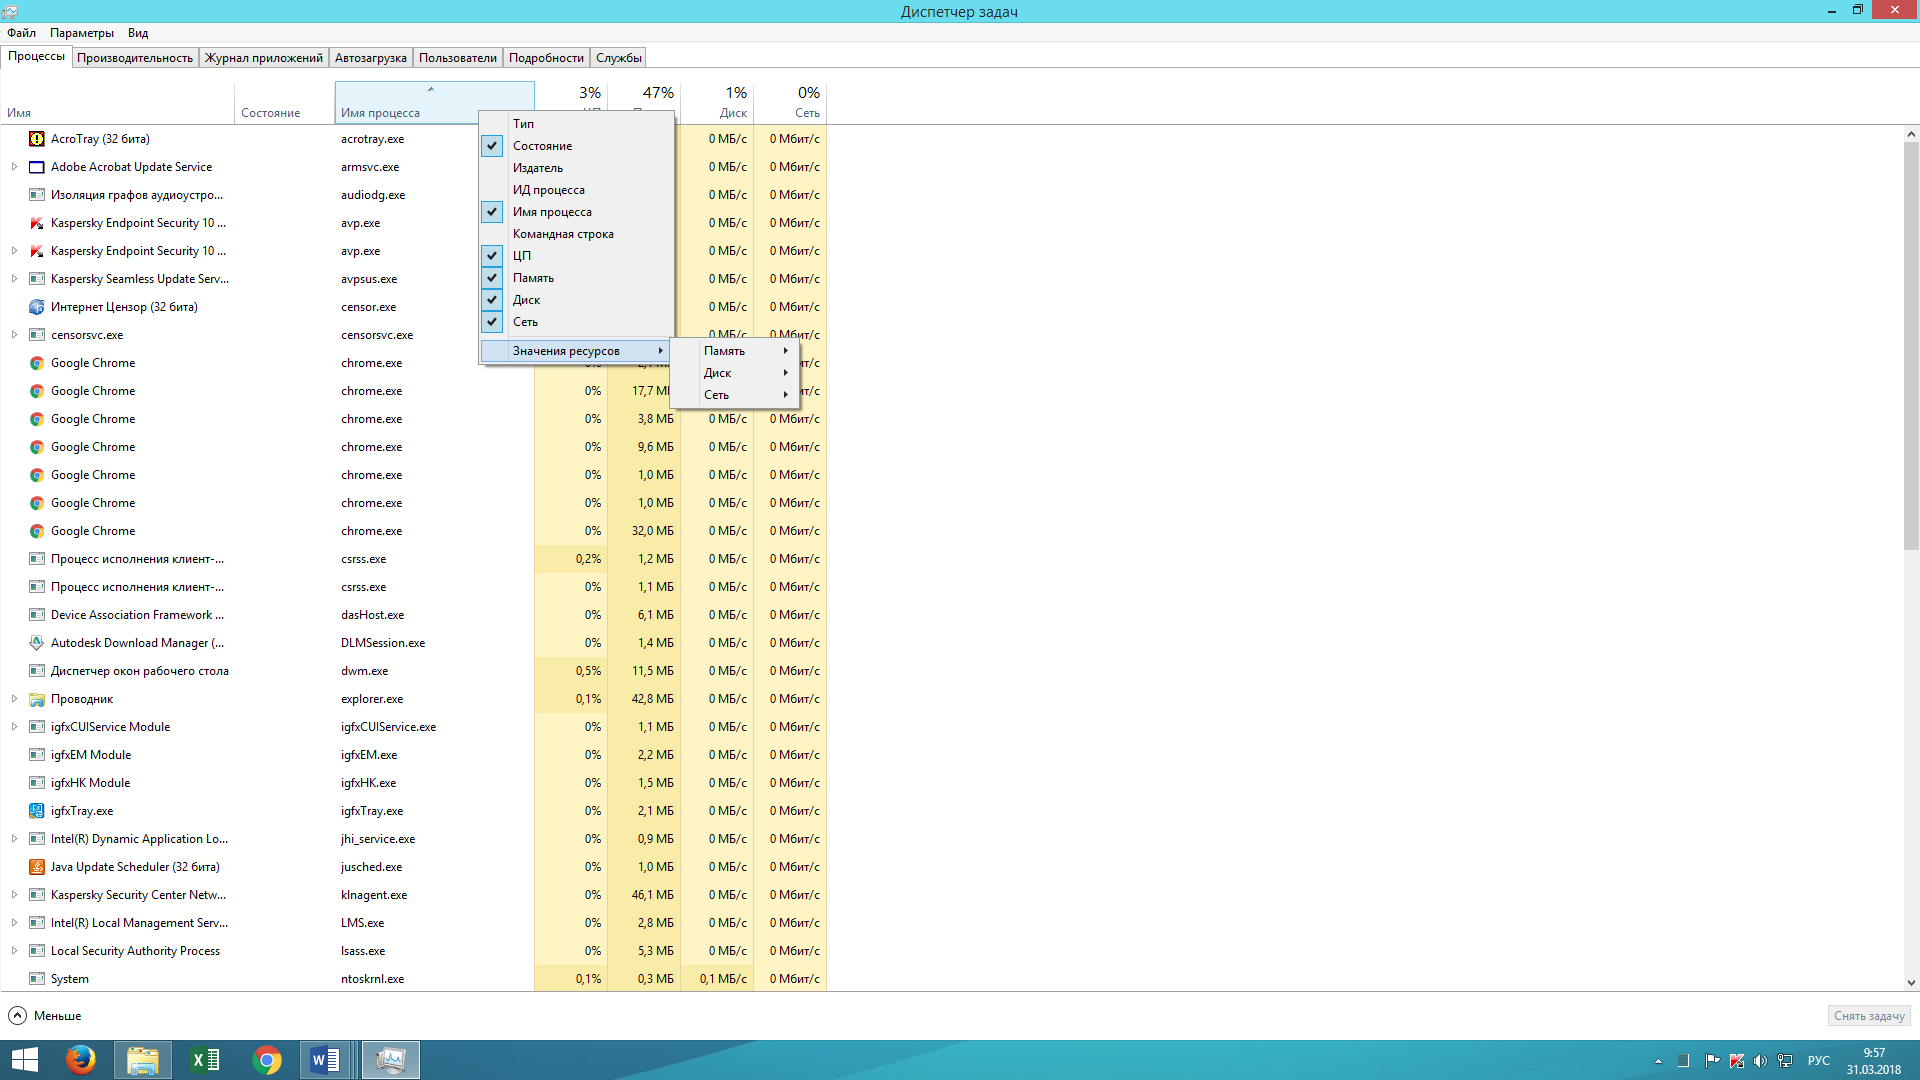 Диспетчер задач
Файл Параметры Вид
Процессы Производительность Журнал приложений Автозагрузка Пользователи Подробности Службы
3% 47% 1% 0%
Имя Состояние Имя процесса Диск Сеть
Тип
Состояние
Издатель
ИД процесса
Имя процесса
Командная строка
ЦП
Память
Диск
Сеть
Значения ресурсов
Память
Диск
Сеть
AcroTray (32 бита) acrotray.exe 0 МБ/с 0 Мбит/с
Adobe Acrobat Update Service armsvc.exe 0 МБ/с 0 Мбит/с
Изоляция графов аудиоустро... audiodg.exe 0 МБ/с 0 Мбит/с
Kaspersky Endpoint Security 10 ... avp.exe 0 МБ/с 0 Мбит/с
Kaspersky Endpoint Security 10 ... avp.exe 0 МБ/с 0 Мбит/с
Kaspersky Seamless Update Serv... avpsus.exe 0 МБ/с 0 Мбит/с
Интернет Цензор (32 бита) censor.exe 0 МБ/с 0 Мбит/с
censorsvc.exe censorsvc.exe 0 МБ/с 0 Мбит/с
Google Chrome chrome.exe
Google Chrome chrome.exe 0% 17,7 МБ
Google Chrome chrome.exe 0% 3,8 МБ 0 МБ/с 0 Мбит/с
Google Chrome chrome.exe 0% 9,6 МБ 0 МБ/с 0 Мбит/с
Google Chrome chrome.exe 0% 1,0 МБ 0 МБ/с 0 Мбит/с
Google Chrome chrome.exe 0% 1,0 МБ 0 МБ/с 0 Мбит/с
Google Chrome chrome.exe 0% 32,0 МБ 0 МБ/с 0 Мбит/с
Процесс исполнения клиент-... csrss.exe 0,2% 1,2 МБ 0 МБ/с 0 Мбит/с
Процесс исполнения клиент-... csrss.exe 0% 1,1 МБ 0 МБ/с 0 Мбит/с
Device Association Framework ... dasHost.exe 0% 6,1 МБ 0 МБ/с 0 Мбит/с
Autodesk Download Manager (... DLMSession.exe 0% 1,4 МБ 0 МБ/с 0 Мбит/с
Диспетчер окон рабочего стола dwm.exe 0,5% 11,5 МБ 0 МБ/с 0 Мбит/с
Проводник explorer.exe 0,1% 42,8 МБ 0 МБ/с 0 Мбит/с
igfxCUIService Module igfxCUIService.exe 0% 1,1 МБ 0 МБ/с 0 Мбит/с
igfxEM Module igfxEM.exe 0% 2,2 МБ 0 МБ/с 0 Мбит/с
igfxHK Module igfxHK.exe 0% 1,5 МБ 0 МБ/с 0 Мбит/с
igfxTray.exe igfxTray.exe 0% 2,1 МБ 0 МБ/с 0 Мбит/с
Intel(R) Dynamic Application Lo... jhi_service.exe 0% 0,9 МБ 0 МБ/с 0 Мбит/с
Java Update Scheduler (32 бита) jusched.exe 0% 1,0 МБ 0 МБ/с 0 Мбит/с
Kaspersky Security Center Netw... klnagent.exe 0% 46,1 МБ 0 МБ/с 0 Мбит/с
Intel(R) Local Management Serv... LMS.exe 0% 2,8 МБ 0 МБ/с 0 Мбит/с
Local Security Authority Process lsass.exe 0% 5,3 МБ 0 МБ/с 0 Мбит/с
System ntoskrnl.exe 0,1% 0,3 МБ 0,1 МБ/с 0 Мбит/с
Меньше Снять задачу
РУС 9:57
31.03.2018